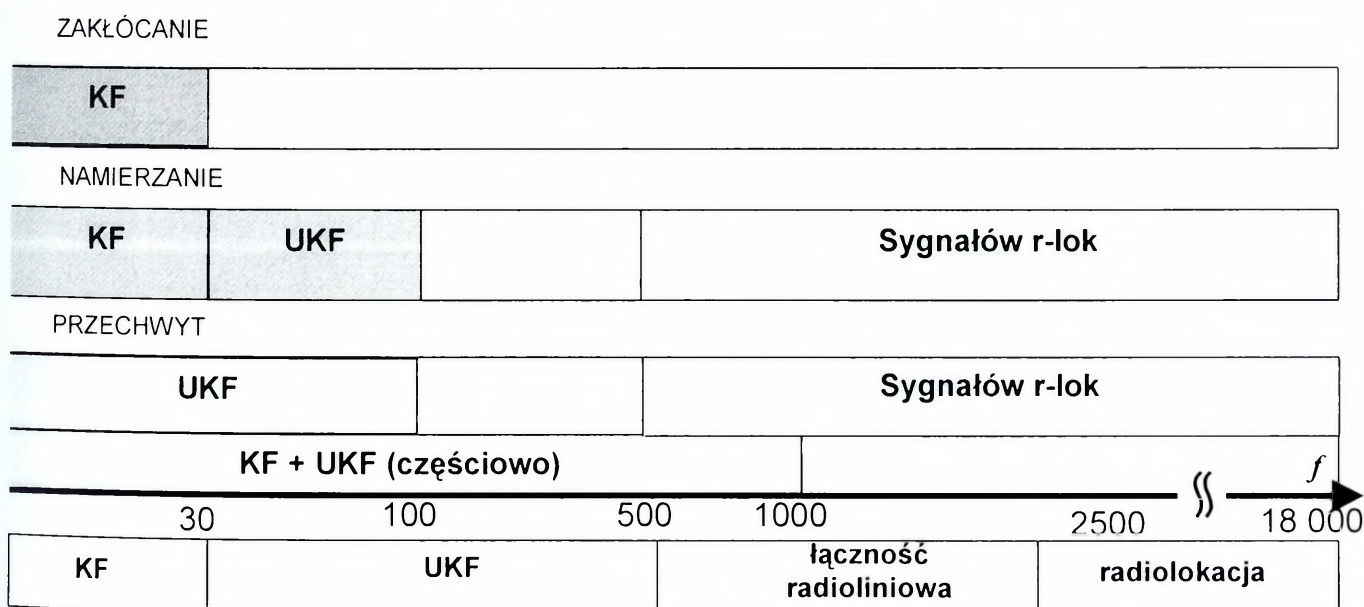 ZAKŁÓCANIE
KF
NAMIERZANIE
KF UKF Sygnałów r-lok
PRZECHWYT
UKF Sygnałów r-lok
KF + UKF (częściowo) f
30 100 500 1000 2500 18 000
KF UKF łączność radioliniowa radiolokacja